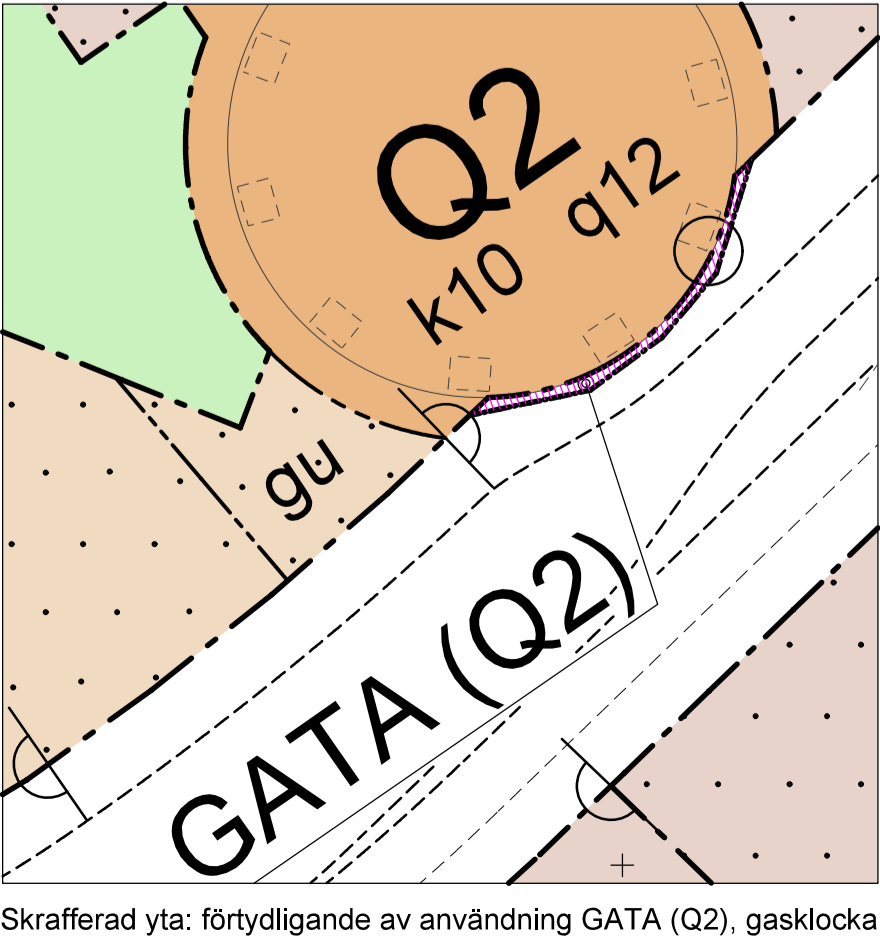 Q2
k10 q12
gu
GATA (Q2)
Skrafferad yta: förtydligande av användning GATA (Q2), gasklocka